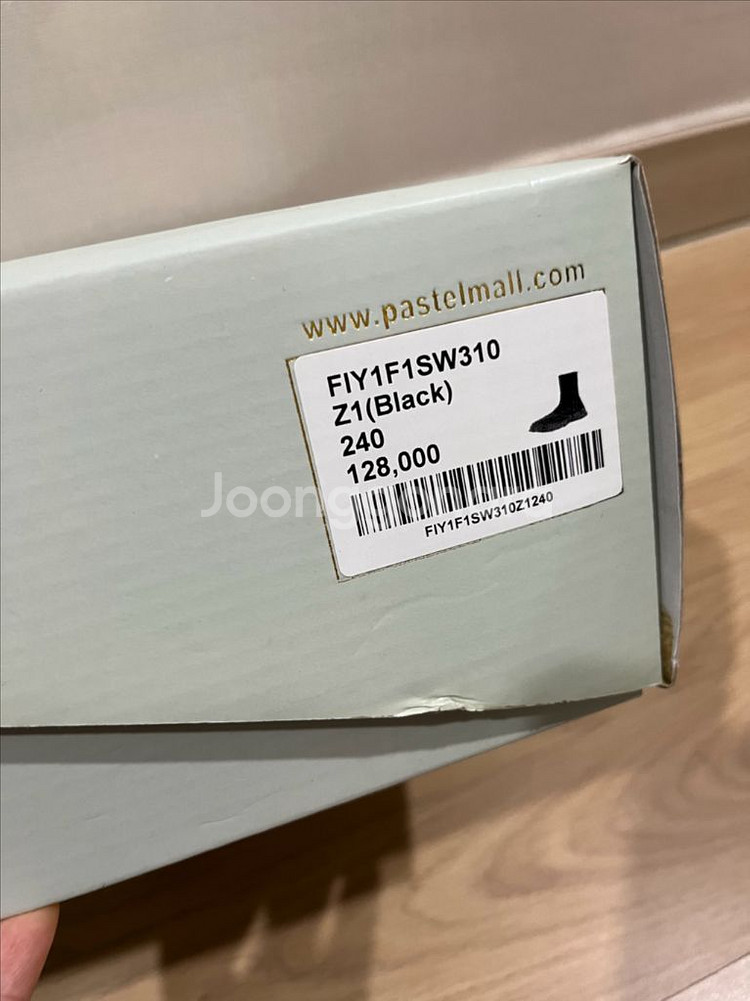 www.pastelmall.com
FIY1F1SW310
Z1(Black)
240
128,000
FIY1F1SW310Z1240